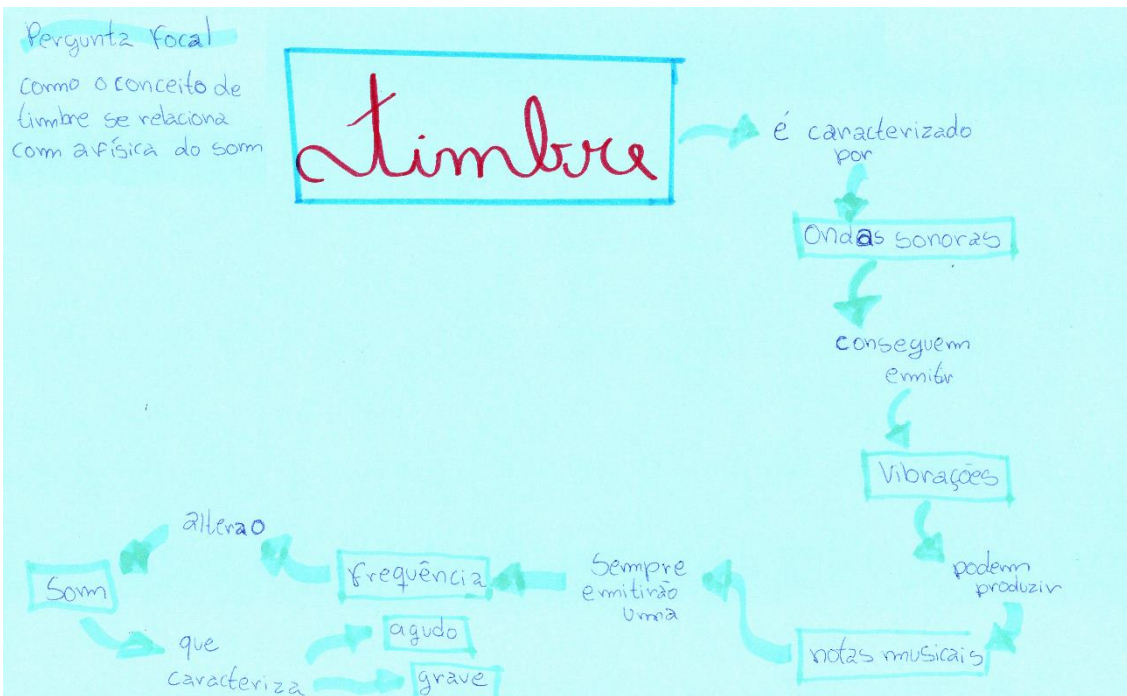 Pergunta Focal
como o conceito de
timbre se relaciona
com a física do som
timbre
é caracterizado
por
Ondas sonoras
conseguem
emitir
Vibrações
podem
produzir
notas musicais
Sempre
emitirão
uma
frequência
altera o
Som
que
caracteriza
agudo
grave